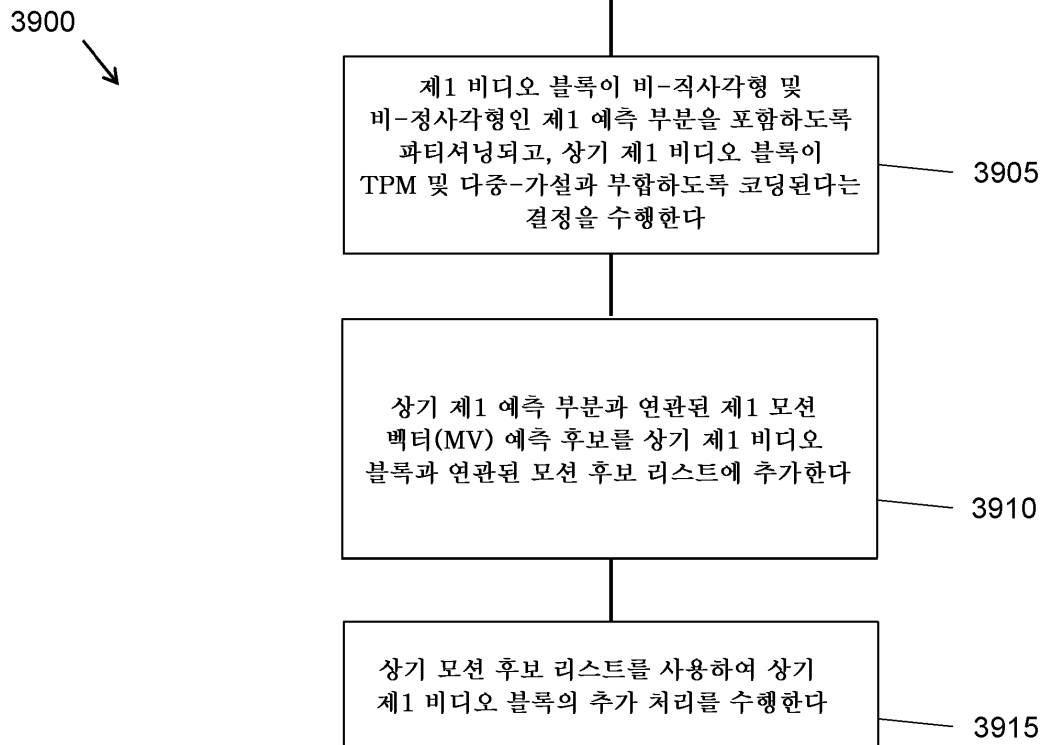 3900
제1 비디오 블록이 비-직사각형 및
비-정사각형인 제1 예측 부분을 포함하도록
파티셔닝되고, 상기 제1 비디오 블록이
TPM 및 다중-가설과 부합하도록 코딩된다는
결정을 수행한다
3905
상기 제1 예측 부분과 연관된 제1 모션
벡터(MV) 예측 후보를 상기 제1 비디오
블록과 연관된 모션 후보 리스트에 추가한다
3910
상기 모션 후보 리스트를 사용하여 상기
제1 비디오 블록의 추가 처리를 수행한다
3915